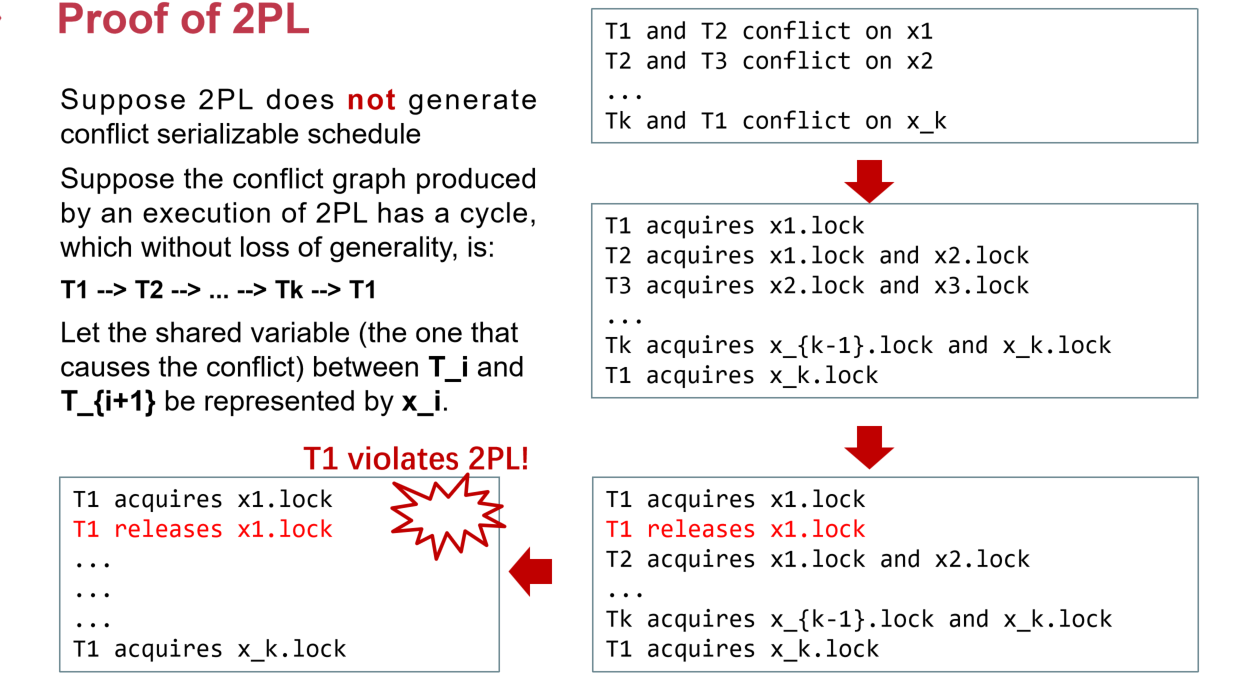 Proof of 2PL
Suppose 2PL does not generate
conflict serializable schedule
Suppose the conflict graph produced
by an execution of 2PL has a cycle,
which without loss of generality, is:
T1 --> T2 --> ... --> Tk --> T1
Let the shared variable (the one that
causes the conflict) between T_i and
T_{i+1} be represented by x_i.
T1 and T2 conflict on x1
T2 and T3 conflict on x2
...
Tk and T1 conflict on x_k
T1 acquires x1.lock
T2 acquires x1.lock and x2.lock
T3 acquires x2.lock and x3.lock
...
Tk acquires x_{k-1}.lock and x_k.lock
T1 acquires x_k.lock
T1 acquires x1.lock
T1 releases x1.lock
T2 acquires x1.lock and x2.lock
...
Tk acquires x_{k-1}.lock and x_k.lock
T1 acquires x_k.lock
T1 violates 2PL!
T1 acquires x1.lock
T1 releases x1.lock
...
...
...
T1 acquires x_k.lock